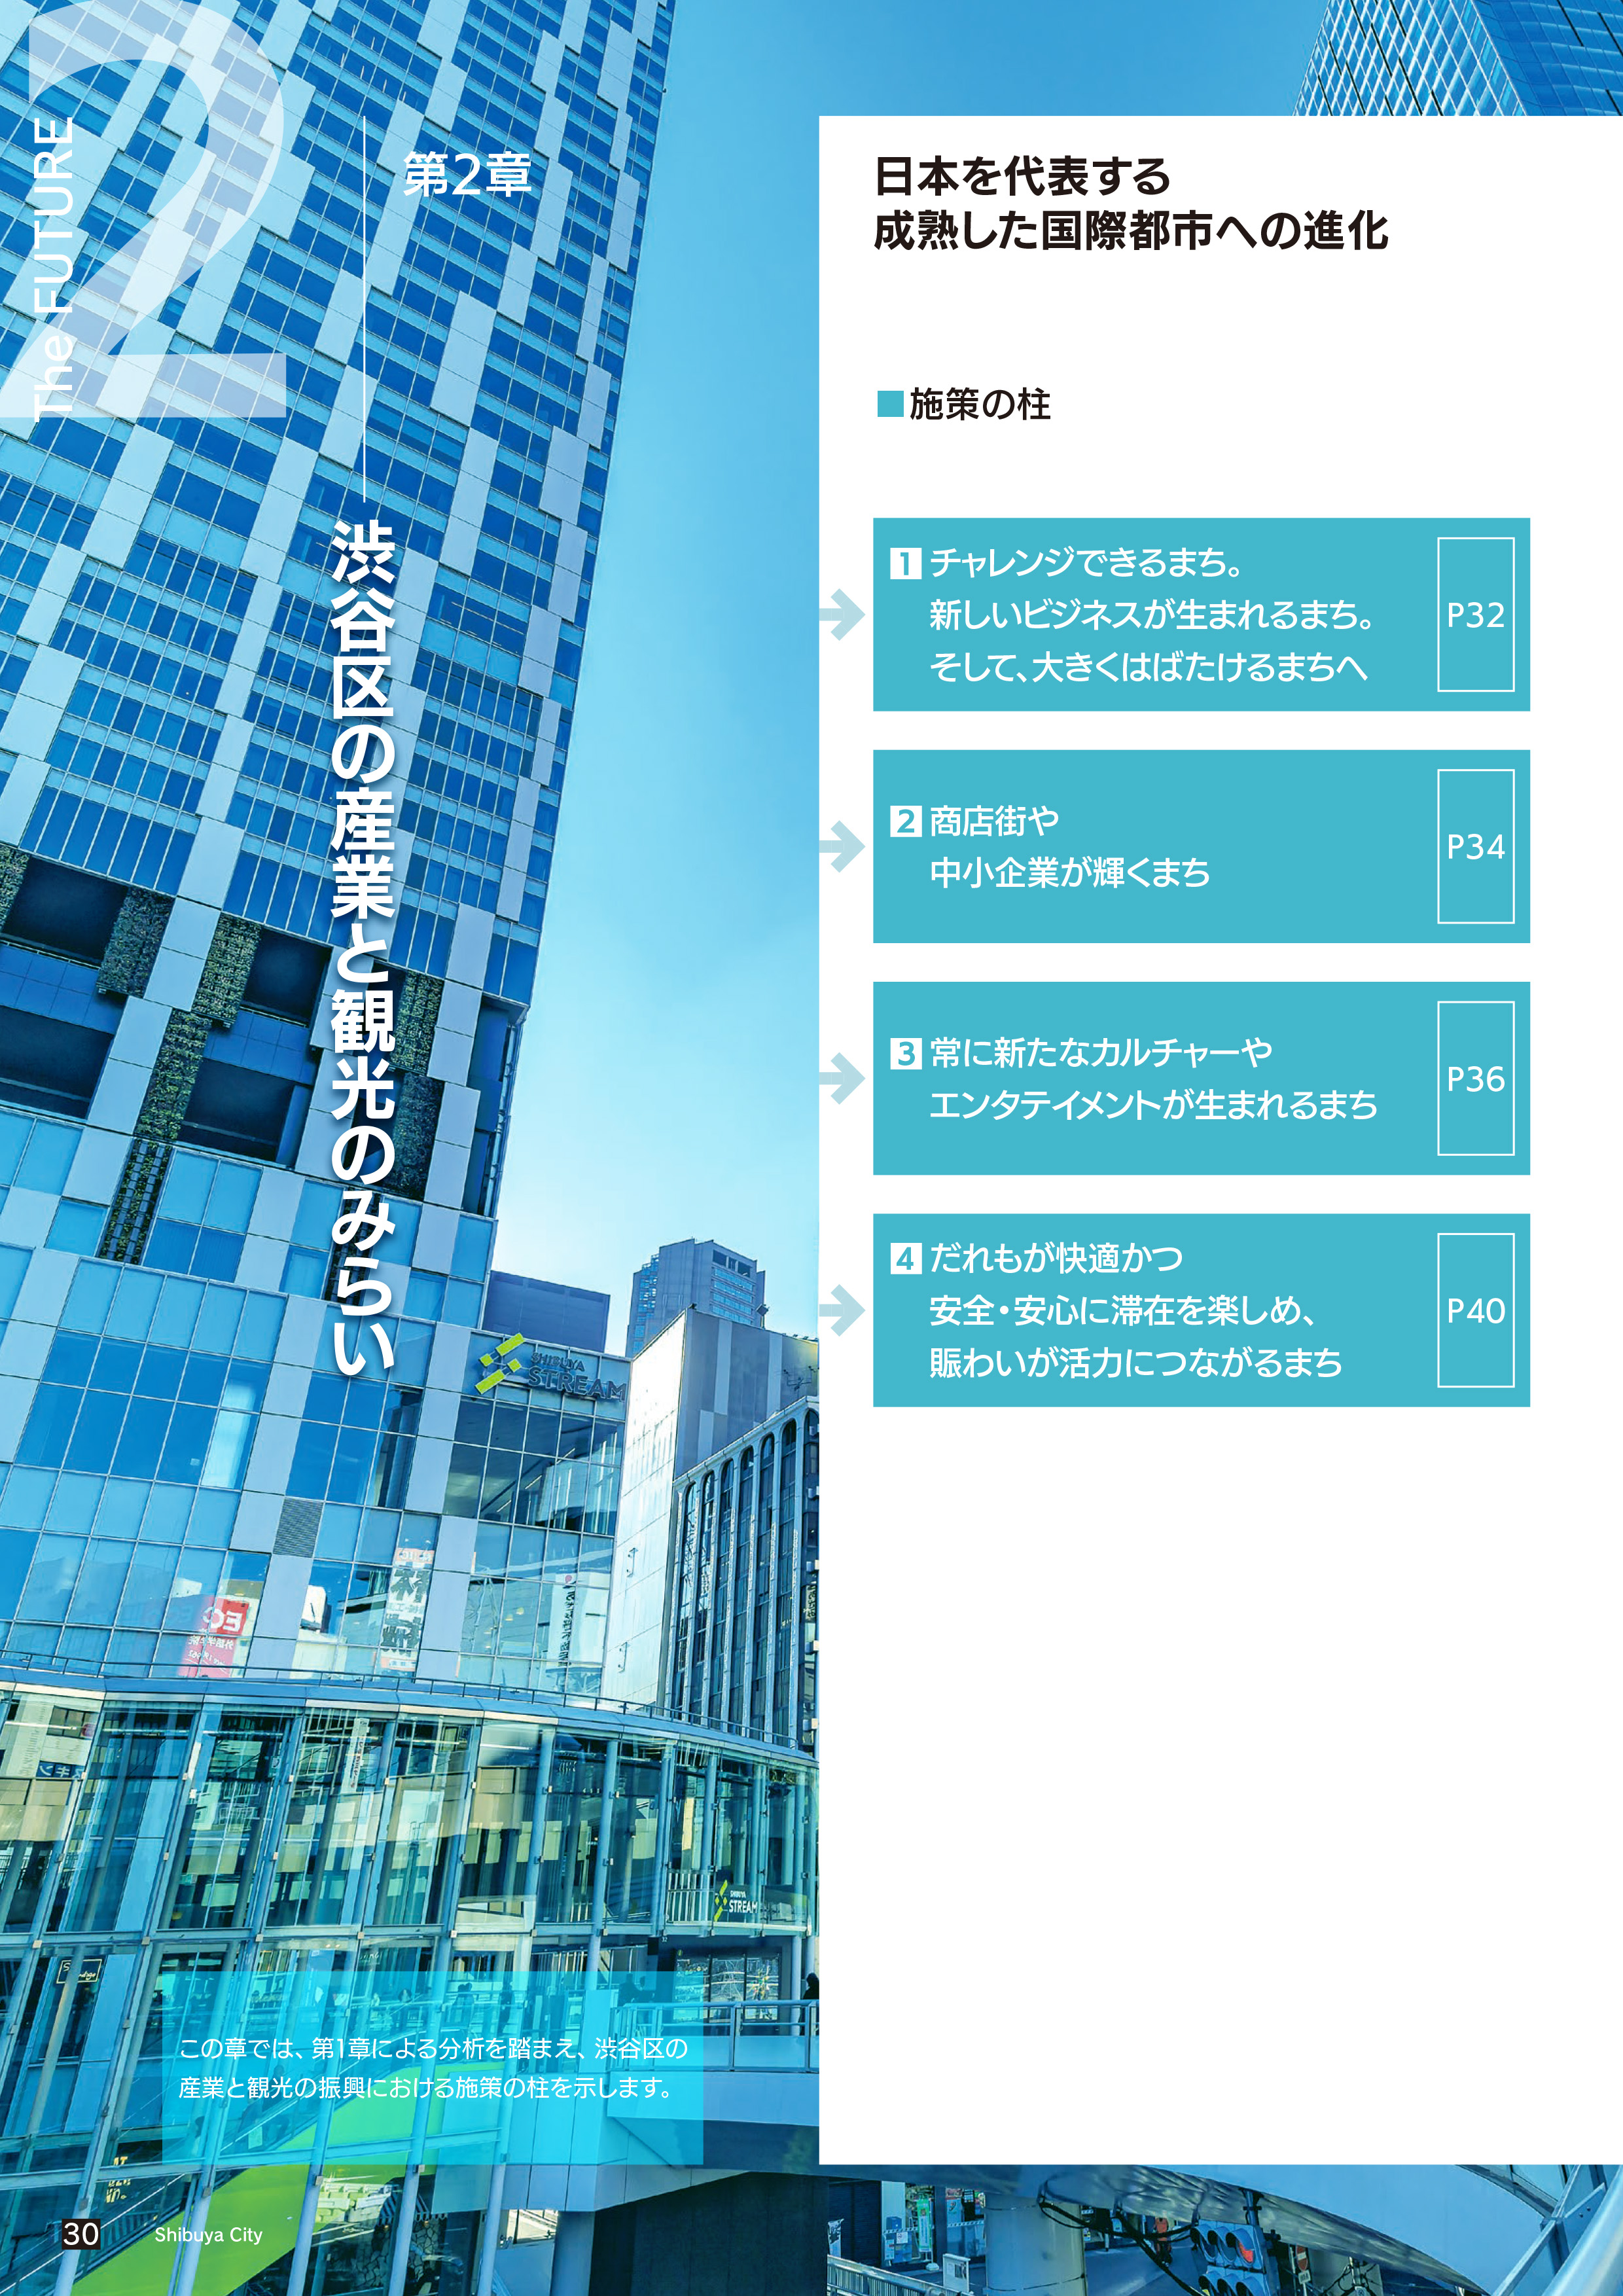 2
The FUTURE
第2章
渋谷区の産業と観光のみらい
日本を代表する
成熟した国際都市への進化
■施策の柱
1 チャレンジできるまち。
新しいビジネスが生まれるまち。
そして、大きくはばたけるまちへ
P32
2 商店街や
中小企業が輝くまち
P34
3 常に新たなカルチャーや
エンタテイメントが生まれるまち
P36
4 だれもが快適かつ
安全・安心に滞在を楽しめ、
賑わいが活力につながるまち
P40
SHIBUYA
STREAM
SHIBUYA
STREAM
この章では、第1章による分析を踏まえ、渋谷区の
産業と観光の振興における施策の柱を示します。
30
Shibuya City